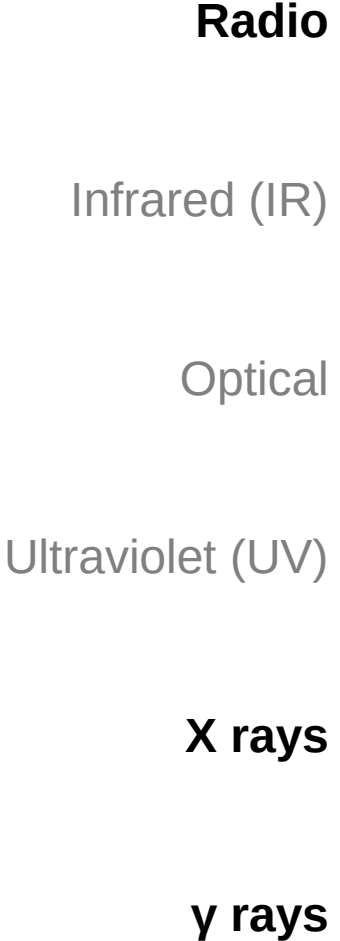 Radio
Infrared (IR)
Optical
Ultraviolet (UV)
X rays
γ rays